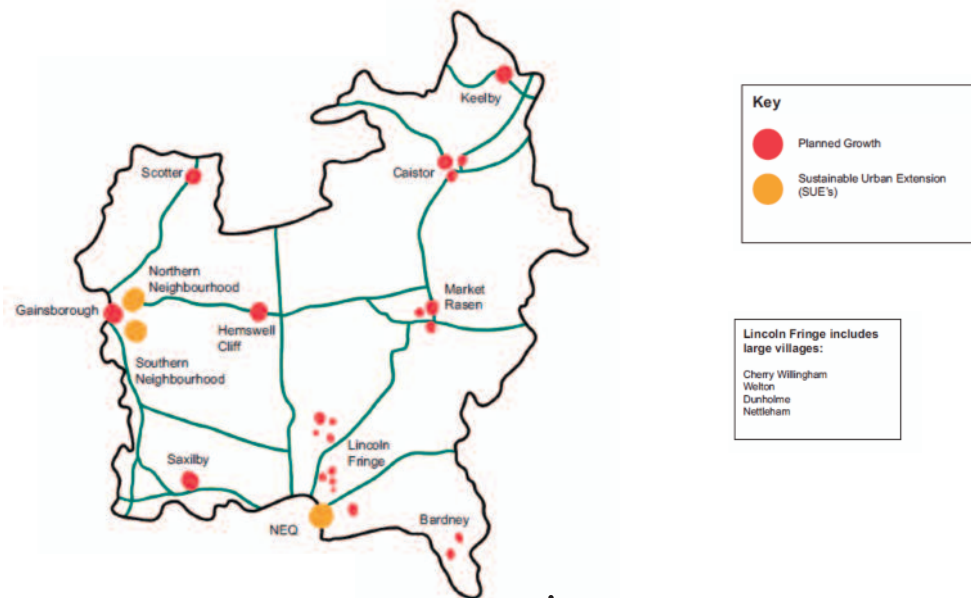 Keelby
Scotter
Caistor
Northern
Neighbourhood
Gainsborough
Hemswell
Cliff
Market
Rasen
Southern
Neighbourhood
Saxilby
Lincoln
Fringe
NEQ
Bardney
Key
Planned Growth
Sustainable Urban Extension
(SUE's)
Lincoln Fringe includes
large villages:
Cherry Willingham
Welton
Dunholme
Nettleham